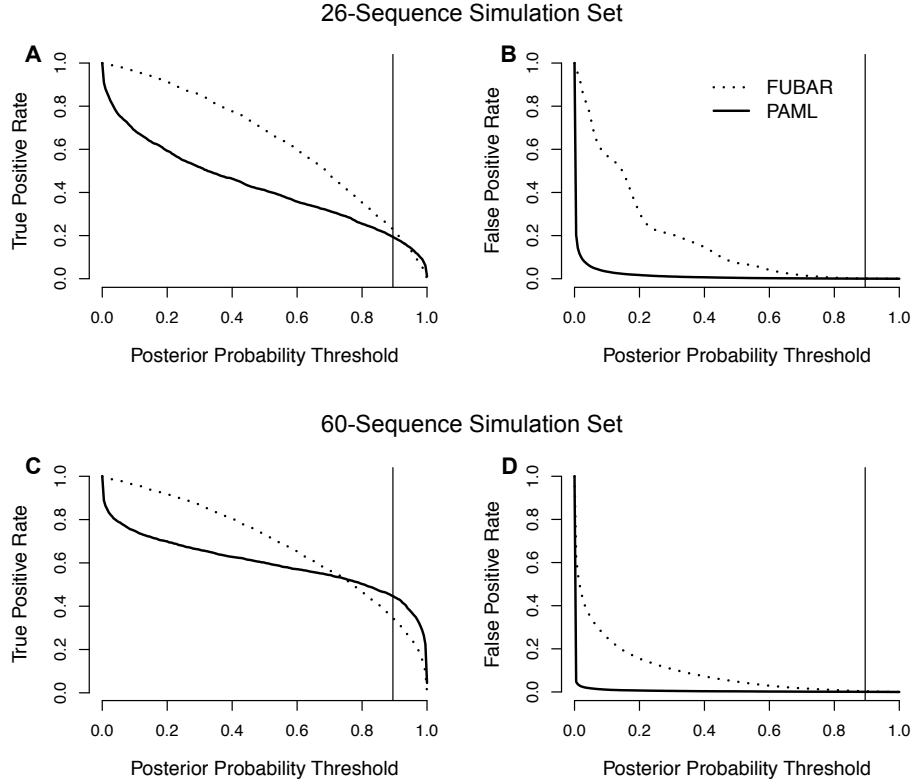 26-Sequence Simulation Set
A
True Positive Rate
1.0
0.8
0.6
0.4
0.2
0.0
0.0 0.2 0.4 0.6 0.8 1.0
Posterior Probability Threshold
B
False Positive Rate
1.0
0.8
0.6
0.4
0.2
0.0
FUBAR
PAML
0.0 0.2 0.4 0.6 0.8 1.0
Posterior Probability Threshold
60-Sequence Simulation Set
C
True Positive Rate
1.0
0.8
0.6
0.4
0.2
0.0
0.0 0.2 0.4 0.6 0.8 1.0
Posterior Probability Threshold
D
False Positive Rate
1.0
0.8
0.6
0.4
0.2
0.0
0.0 0.2 0.4 0.6 0.8 1.0
Posterior Probability Threshold